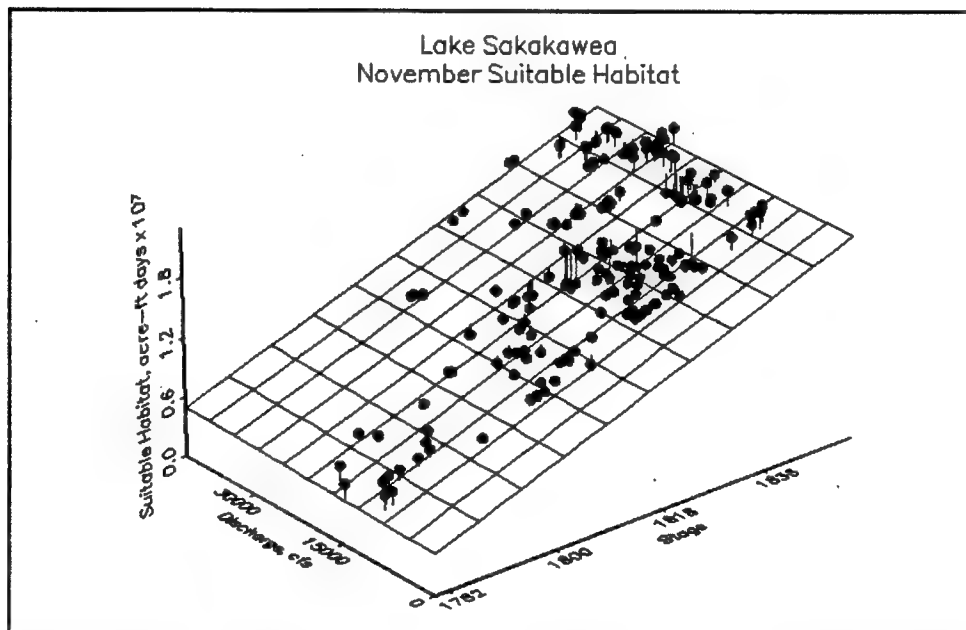 Lake Sakakawea
November Suitable Habitat
Suitable Habitat, acre-ft days x 10^7
1.8
1.2
0.6
0.0
30000
15000
0
Discharge, cfs
1782
1800
1818
1836
Stage